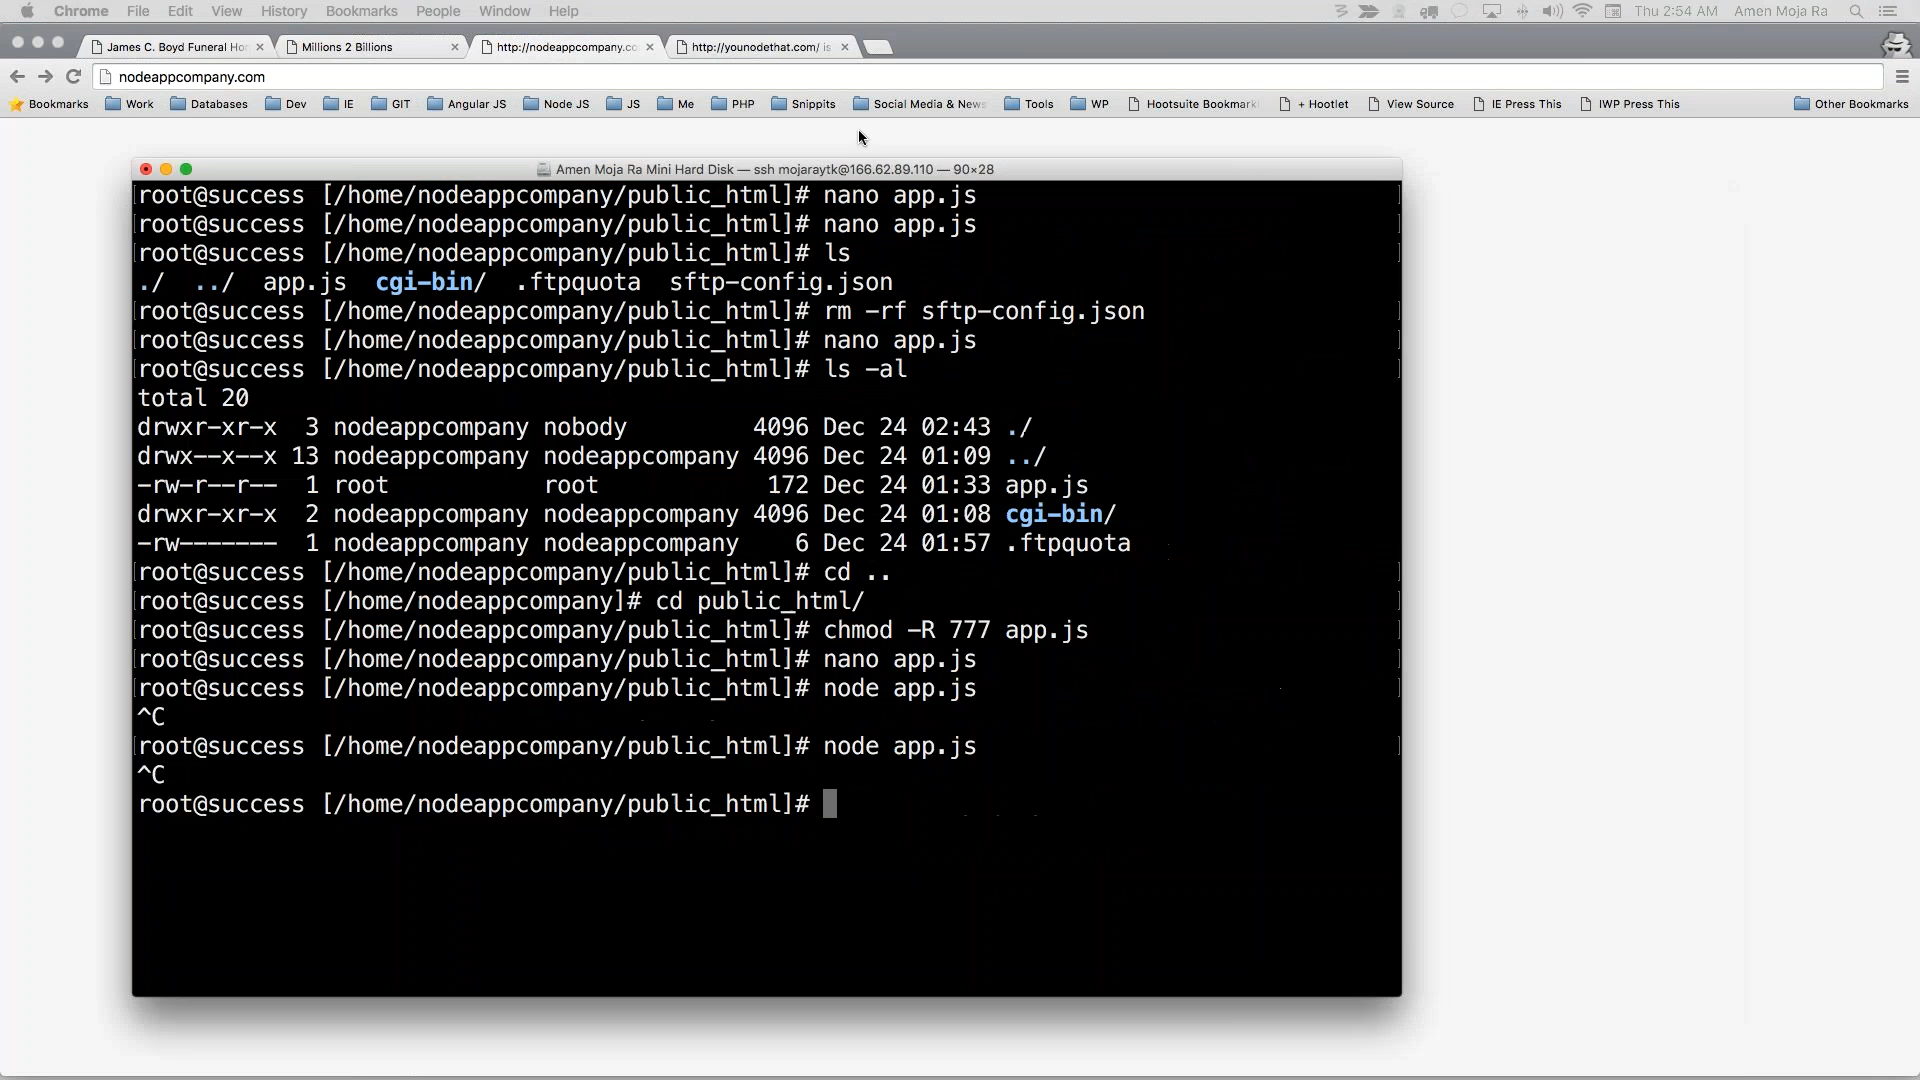 Chrome File Edit View History Bookmarks People Window Help Thu 2:54 AM Amen Moja Ra
James C. Boyd Funeral Ho Millions 2 Billions http://nodeappcompany.co http://younodethat.com/ is
nodeappcompany.com
Bookmarks Work Databases Dev IE GIT Angular JS Node JS JS Me PHP Snippits Social Media & News Tools WP Hootsuite Bookmark + Hootlet View Source IE Press This IWP Press This Other Bookmarks
Amen Moja Ra Mini Hard Disk — ssh mojaraytk@166.62.89.110 — 90×28
root@success [/home/nodeappcompany/public_html]# nano app.js
root@success [/home/nodeappcompany/public_html]# nano app.js
root@success [/home/nodeappcompany/public_html]# ls
./ ../ app.js cgi-bin/ .ftpquota sftp-config.json
root@success [/home/nodeappcompany/public_html]# rm -rf sftp-config.json
root@success [/home/nodeappcompany/public_html]# nano app.js
root@success [/home/nodeappcompany/public_html]# ls -al
total 20
drwxr-xr-x 3 nodeappcompany nobody 4096 Dec 24 02:43 ./
drwx--x--x 13 nodeappcompany nodeappcompany 4096 Dec 24 01:09 ../
-rw-r--r-- 1 root root 172 Dec 24 01:33 app.js
drwxr-xr-x 2 nodeappcompany nodeappcompany 4096 Dec 24 01:08 cgi-bin/
-rw------- 1 nodeappcompany nodeappcompany 6 Dec 24 01:57 .ftpquota
root@success [/home/nodeappcompany/public_html]# cd ..
root@success [/home/nodeappcompany]# cd public_html/
root@success [/home/nodeappcompany/public_html]# chmod -R 777 app.js
root@success [/home/nodeappcompany/public_html]# nano app.js
root@success [/home/nodeappcompany/public_html]# node app.js
^C
root@success [/home/nodeappcompany/public_html]# node app.js
^C
root@success [/home/nodeappcompany/public_html]#